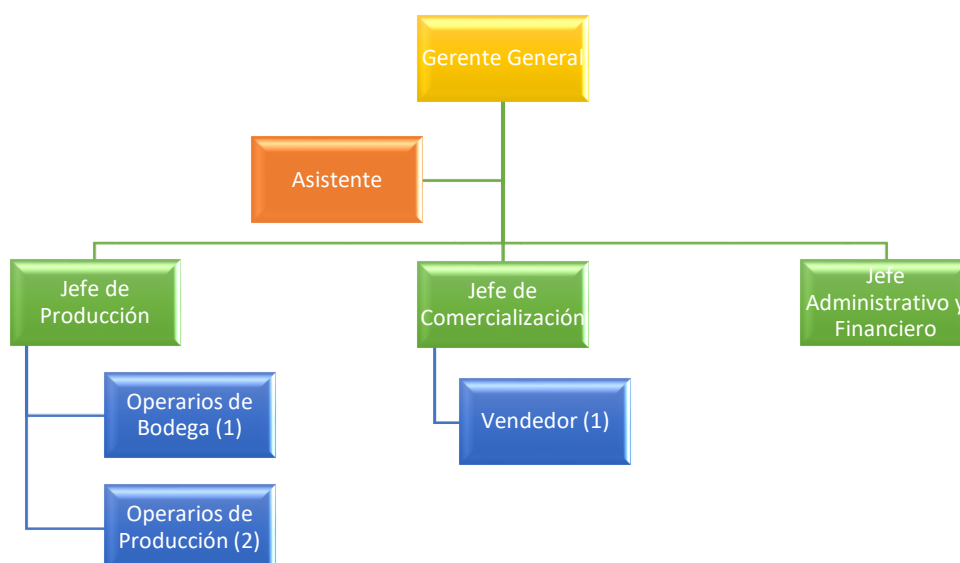 Gerente General
Asistente
Jefe de
Producción
Jefe de
Comercialización
Jefe
Administrativo y
Financiero
Operarios de
Bodega (1)
Vendedor (1)
Operarios de
Producción (2)